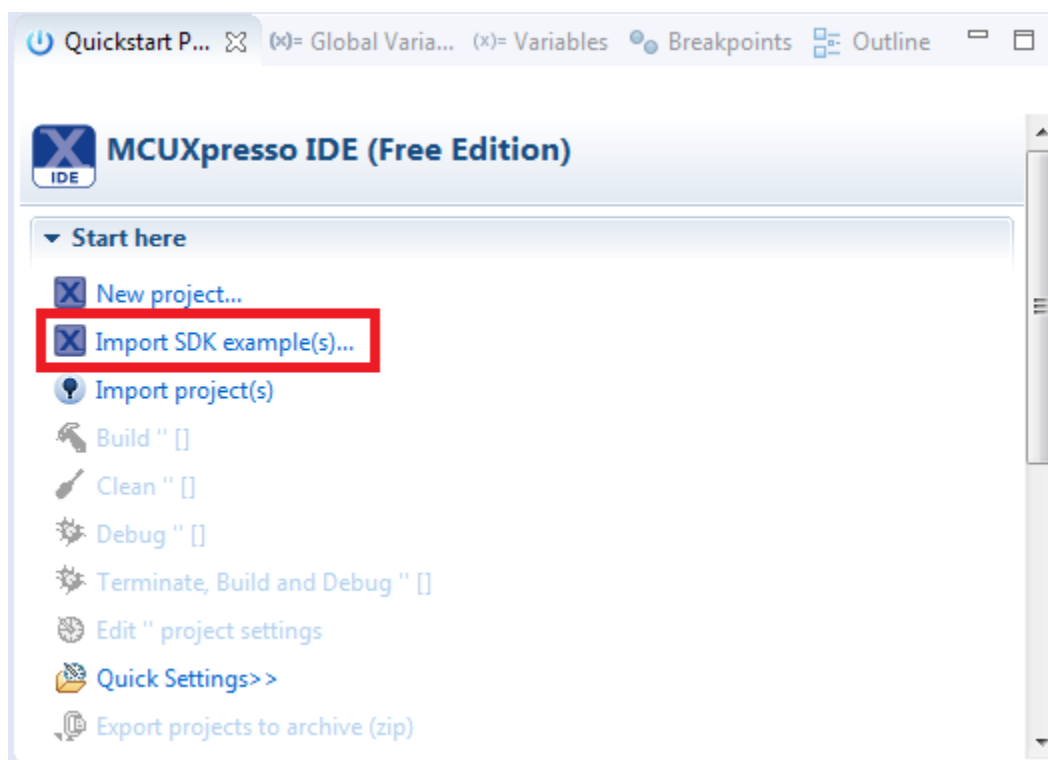 Quickstart P... (x)= Global Varia... (x)= Variables Breakpoints Outline
IDE
MCUXpresso IDE (Free Edition)
Start here
New project...
Import SDK example(s)...
Import project(s)
Build '' []
Clean '' []
Debug '' []
Terminate, Build and Debug '' []
Edit '' project settings
Quick Settings>>
Export projects to archive (zip)